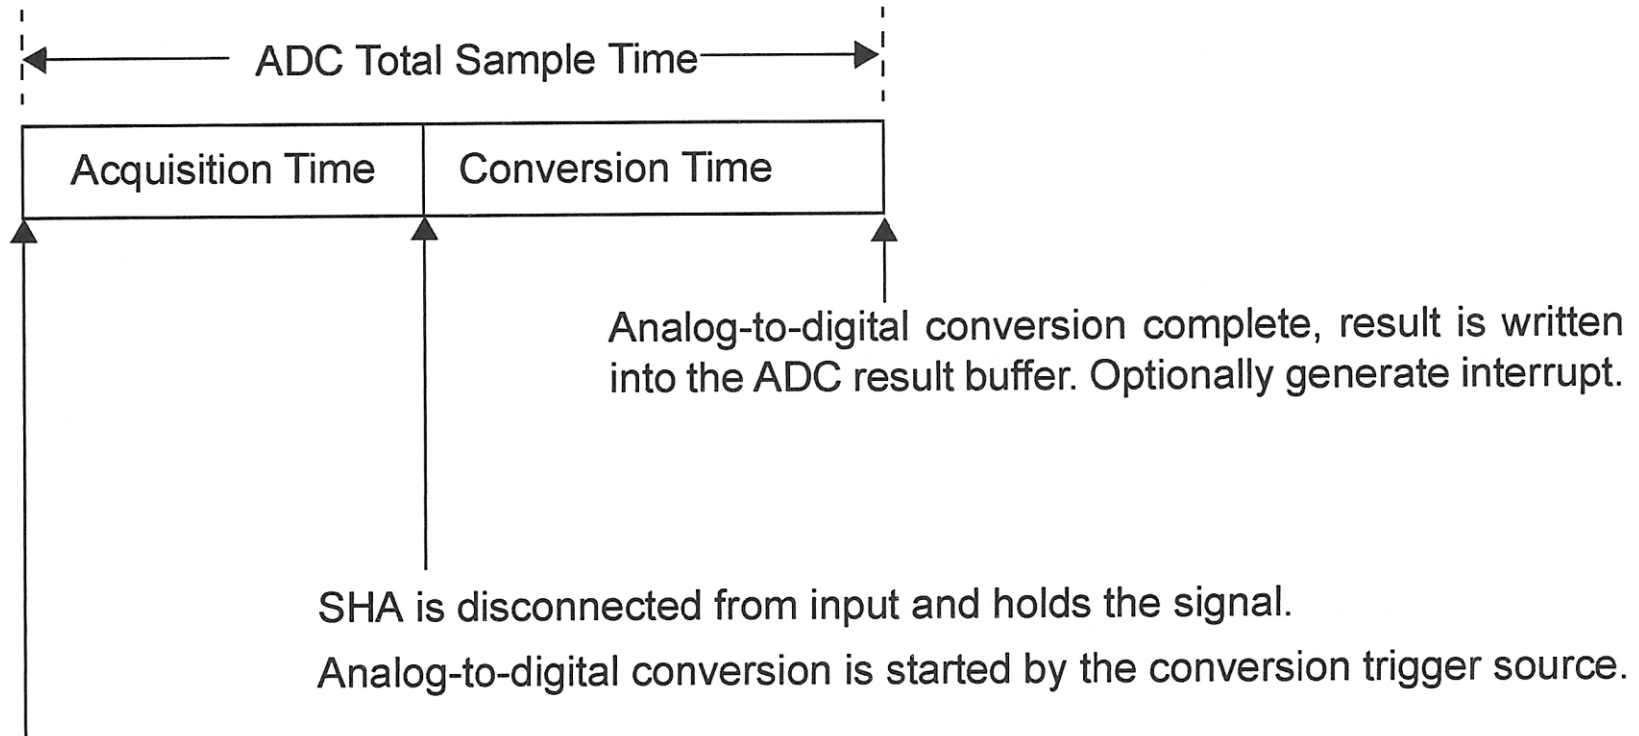 ADC Total Sample Time
Acquisition Time
Conversion Time
Analog-to-digital conversion complete, result is written
into the ADC result buffer. Optionally generate interrupt.
SHA is disconnected from input and holds the signal.
Analog-to-digital conversion is started by the conversion trigger source.